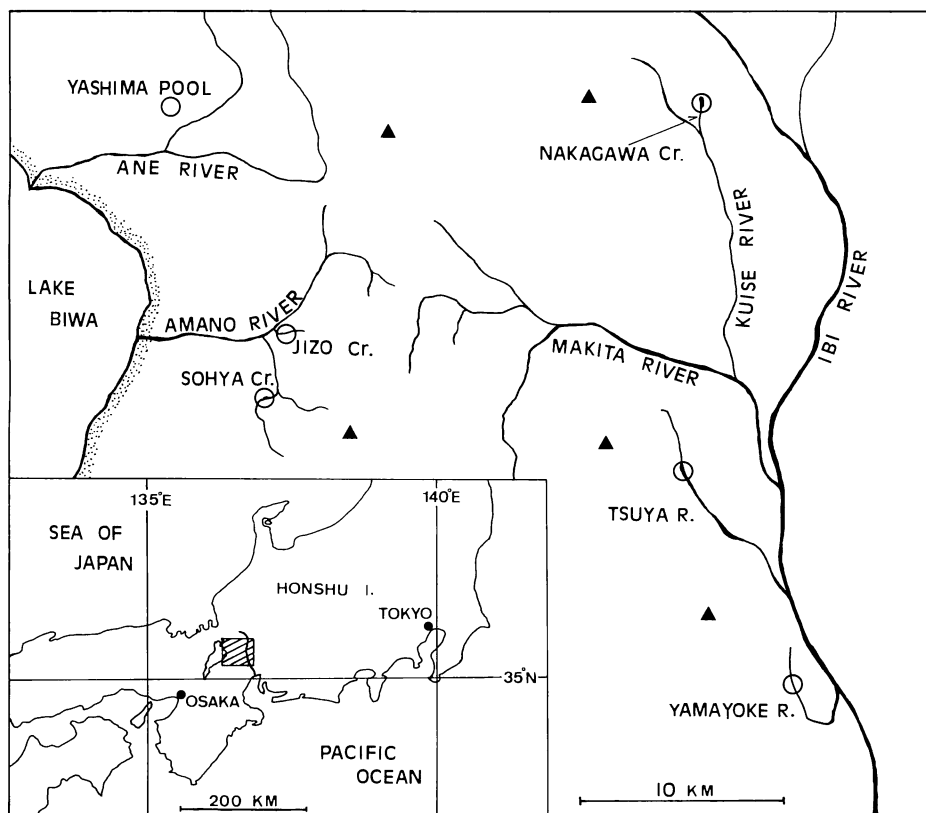 YASHIMA POOL
ANE RIVER
NAKAGAWA Cr.
KUISE RIVER
IBI RIVER
LAKE
BIWA
AMANO RIVER
JIZO Cr.
SOHYA Cr.
MAKITA RIVER
TSUYA R.
YAMAYOKE R.
10 KM
135°E
140°E
SEA OF
JAPAN
HONSHU I.
TOKYO
35°N
OSAKA
PACIFIC
OCEAN
200 KM